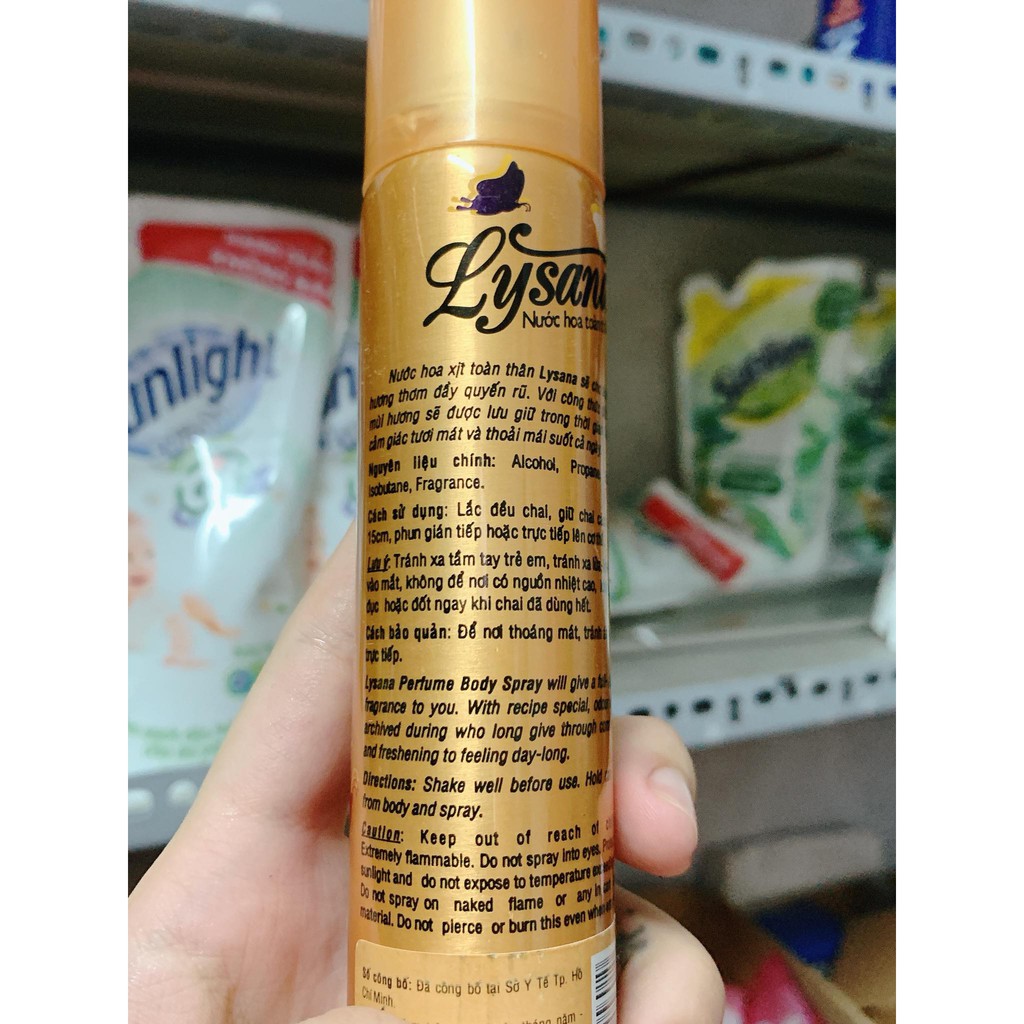 Lysana
Nước hoa toàn
Nước hoa xịt toàn thân Lysana sẽ
hương thơm đầy quyến rũ. Với công thức
mùi hương sẽ được lưu giữ trong thời gian
cảm giác tươi mát và thoải mái suốt cả ngày
Nguyên liệu chính: Alcohol, Propane
Isobutane, Fragrance.
Cách sử dụng: Lắc đều chai, giữ chai
15cm, phun gián tiếp hoặc trực tiếp lên cơ thể
Lưu ý: Tránh xa tầm tay trẻ em, tránh xa
vào mắt, không để nơi có nguồn nhiệt cao,
đục hoặc đốt ngay khi chai đã dùng hết.
Cách bảo quản: Để nơi thoáng mát, tránh
trực tiếp.
Lysana Perfume Body Spray will give a
fragrance to you. With recipe special,
archived during who long give through
and freshening to feeling day-long.
Directions: Shake well before use. Hold
from body and spray.
Caution: Keep out of reach of
Extremely flammable. Do not spray into eyes.
sunlight and do not expose to temperature
Do not spray on naked flame or any
material. Do not pierce or burn this even when
Số công bố: Đã công bố tại Sở Y Tế Tp. Hồ
Chí Minh.
tháng năm -
unlight
Sunlight